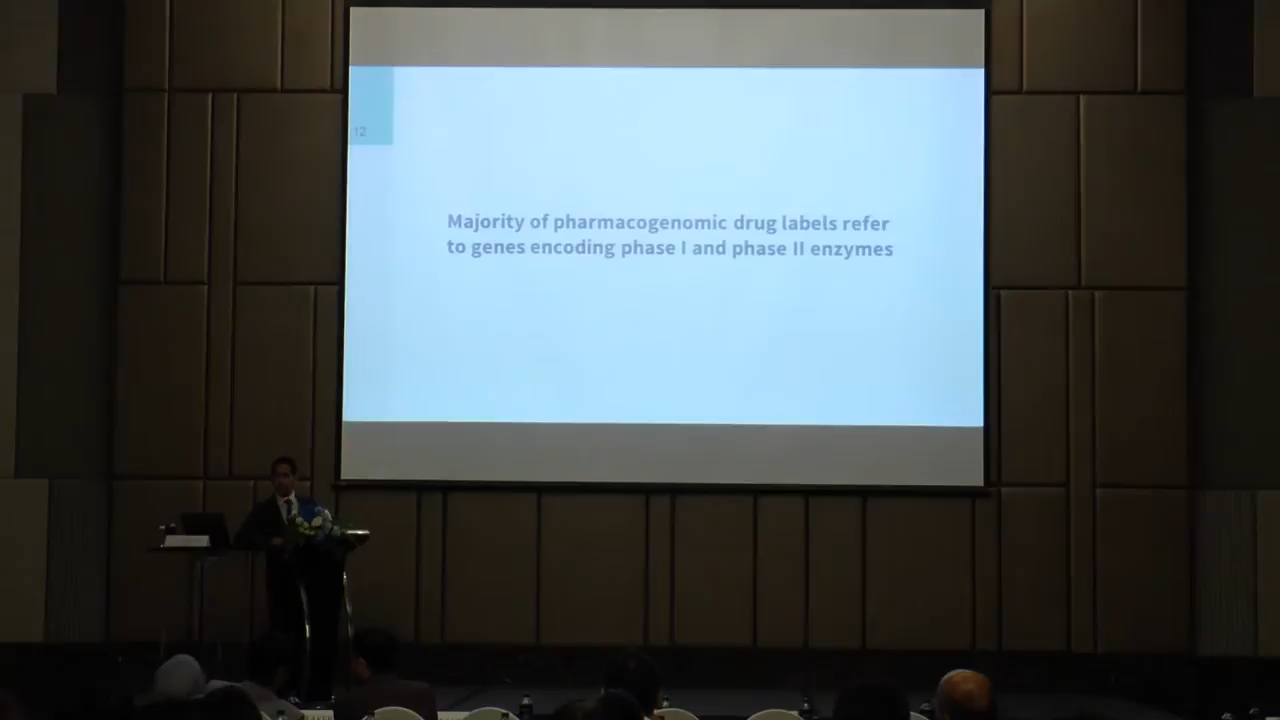 12
Majority of pharmacogenomic drug labels refer
to genes encoding phase I and phase II enzymes